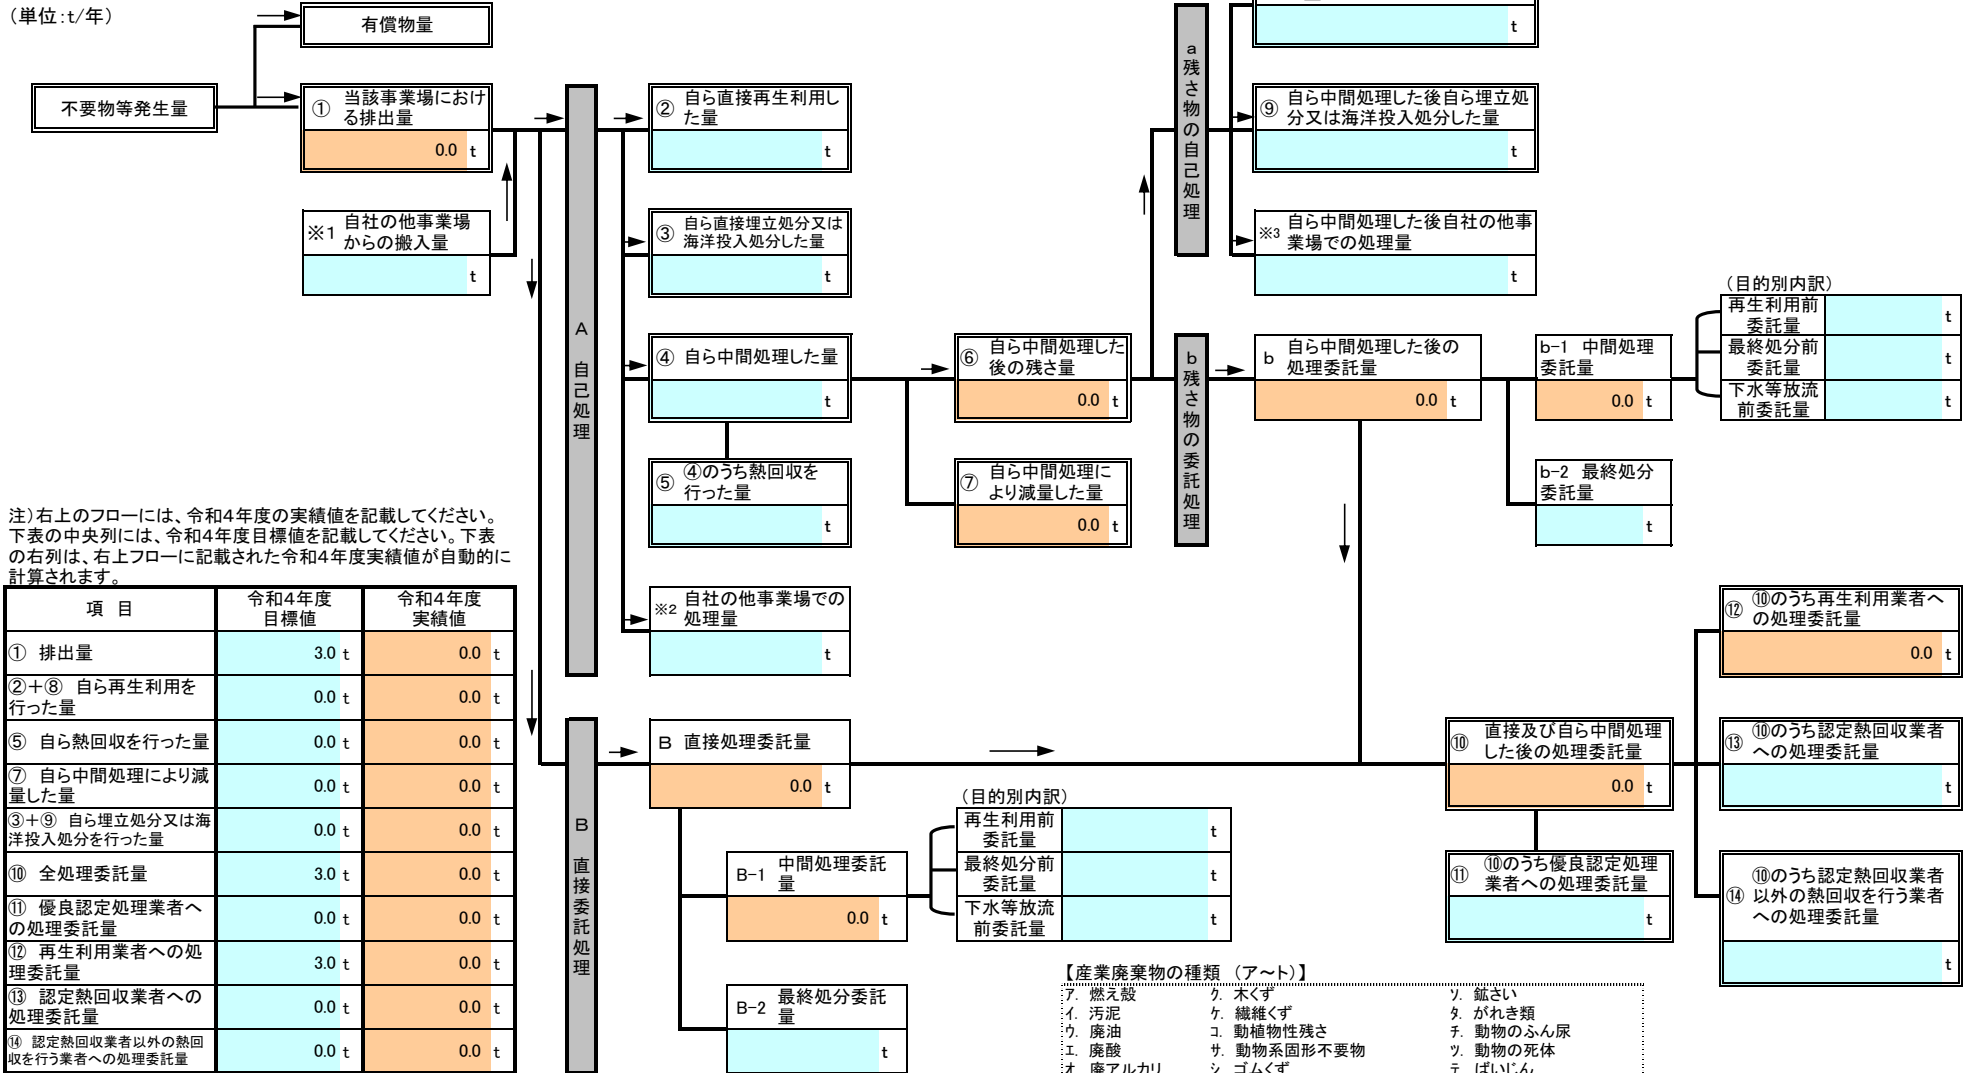 (単位:t/年)
有償物量
不要物等発生量
① 当該事業場におけ
る排出量
0.0 t
※1 自社の他事業場
からの搬入量
t
A 自己処理
② 自ら直接再生利用し
た量
t
③ 自ら直接埋立処分又は
海洋投入処分した量
t
④ 自ら中間処理した量
t
⑤ ④のうち熱回収を
行った量
t
※2 自社の他事業場での
処理量
t
⑥ 自ら中間処理した
後の残さ量
0.0 t
⑦ 自ら中間処理に
より減量した量
0.0 t
a残さ物の自己処理
t
⑨ 自ら中間処理した後自ら埋立処
分又は海洋投入処分した量
t
※3 自ら中間処理した後自社の他事
業場での処理量
t
b残さ物の委託処理
b 自ら中間処理した後の
処理委託量
0.0 t
b-1 中間処理
委託量
0.0 t
b-2 最終処分
委託量
t
(目的別内訳)
再生利用前
委託量
t
最終処分前
委託量
t
下水等放流
前委託量
t
注)右上のフローには、令和4年度の実績値を記載してください。
下表の中央列には、令和4年度目標値を記載してください。下表
の右列は、右上フローに記載された令和4年度実績値が自動的に
計算されます。
項 目 令和4年度 令和4年度
目標値 実績値
① 排出量 3.0 t 0.0 t
②+⑧ 自ら再生利用を
行った量 0.0 t 0.0 t
⑤ 自ら熱回収を行った量 0.0 t 0.0 t
⑦ 自ら中間処理により減
量した量 0.0 t 0.0 t
③+⑨ 自ら埋立処分又は海
洋投入処分を行った量 0.0 t 0.0 t
⑩ 全処理委託量 3.0 t 0.0 t
⑪ 優良認定処理業者へ
の処理委託量 0.0 t 0.0 t
⑫ 再生利用業者への処
理委託量 3.0 t 0.0 t
⑬ 認定熱回収業者への
処理委託量 0.0 t 0.0 t
⑭ 認定熱回収業者以外の熱回
収を行う業者への処理委託量 0.0 t 0.0 t
B 直接委託処理
B 直接処理委託量
0.0 t
B-1 中間処理委託
量
0.0 t
B-2 最終処分委託
量
t
(目的別内訳)
再生利用前
委託量
t
最終処分前
委託量
t
下水等放流
前委託量
t
⑩ 直接及び自ら中間処理
した後の処理委託量
0.0 t
⑪ ⑩のうち優良認定処理
業者への処理委託量
t
⑫ ⑩のうち再生利用業者へ
の処理委託量
0.0 t
⑬ ⑩のうち認定熱回収業者
への処理委託量
t
⑭ ⑩のうち認定熱回収業者
以外の熱回収を行う業者
への処理委託量
t
【産業廃棄物の種類 (ア~ト)】
ア. 燃え殻 ク. 木くず ソ. 鉱さい
イ. 汚泥 ケ. 繊維くず タ. がれき類
ウ. 廃油 コ. 動植物性残さ チ. 動物のふん尿
エ. 廃酸 サ. 動物系固形不要物 ツ. 動物の死体
オ. 廃アルカリ シ. ゴムくず テ. ばいじん